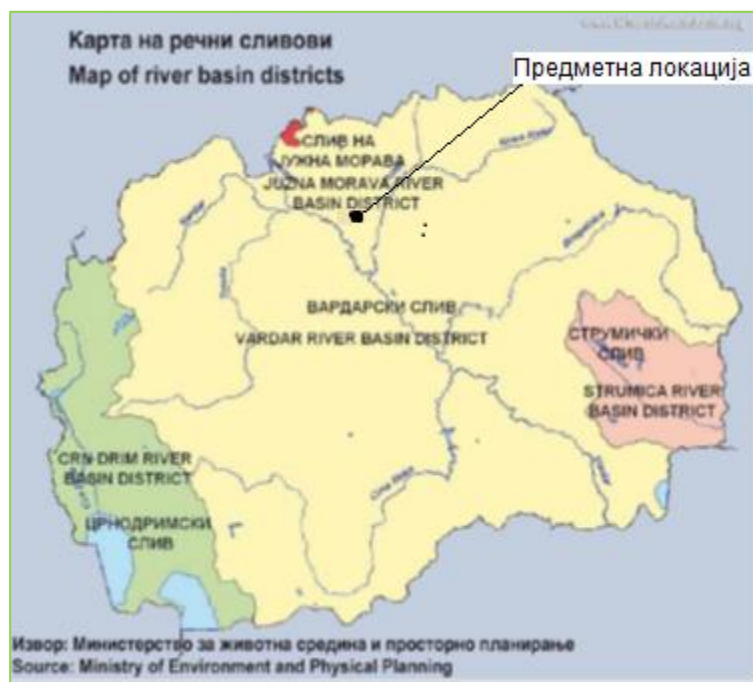 Карта на речни сливови
Map of river basin districts
Предметна локација
СЛИВ НА
ЈУЖНА МОРАВА
JUZNA MORAVA RIVER
BASIN DISTRICT
ВАРДАРСКИ СЛИВ
VARDAR RIVER BASIN DISTRICT
СТРУМИЧКИ
СЛИВ
STRUMICA RIVER
BASIN DISTRICT
CRN DRIM RIVER
BASIN DISTRICT
ЦРНОДРИМСКИ
СЛИВ
Извор: Министерство за животна средина и просторно планирање
Source: Ministry of Environment and Physical Planning